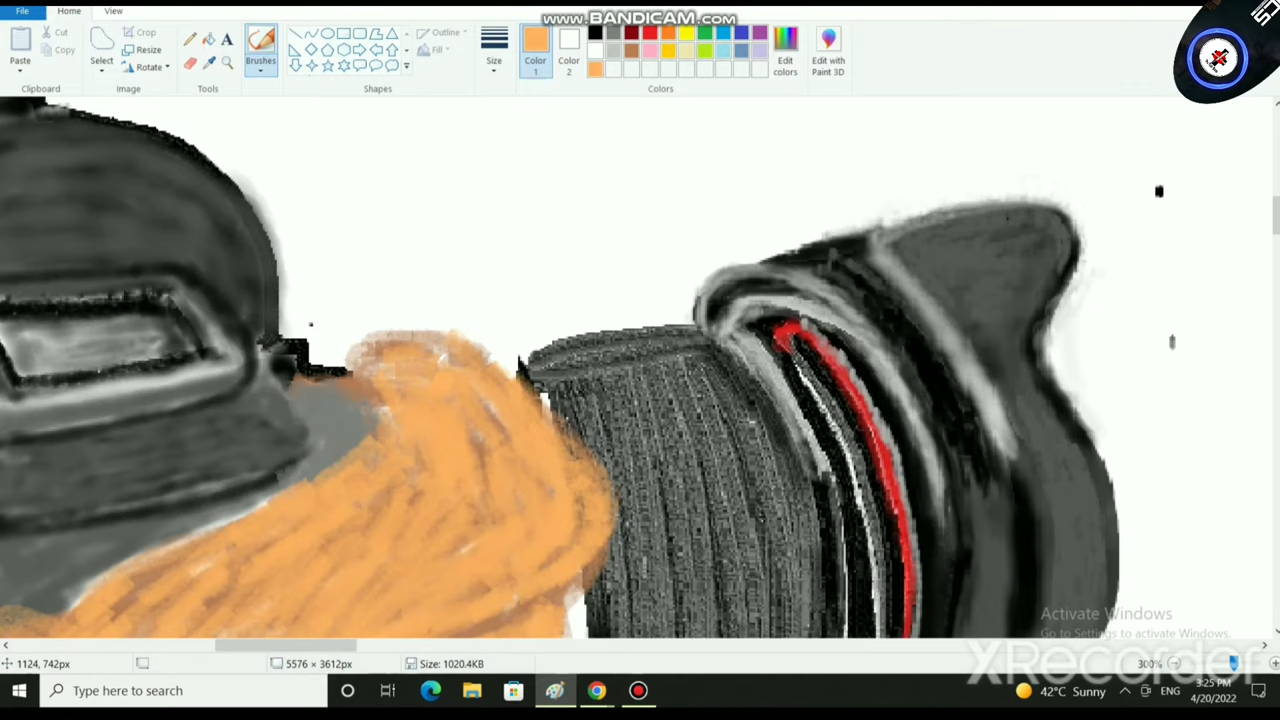 www.BANDICAM.com
File Home View
Paste
Cut
Copy
Clipboard
Select
Crop
Resize
Rotate
Image
Tools
Brushes
Shapes
Outline
Fill
Size
Color 1
Color 2
Colors
Edit colors
Edit with Paint 3D
50
Activate Windows
Go to Settings to activate Windows.
XRecorder
1124, 742px
5576 × 3612px
Size: 1020.4KB
300%
Type here to search
42°C Sunny
ENG
3:25 PM
4/20/2022